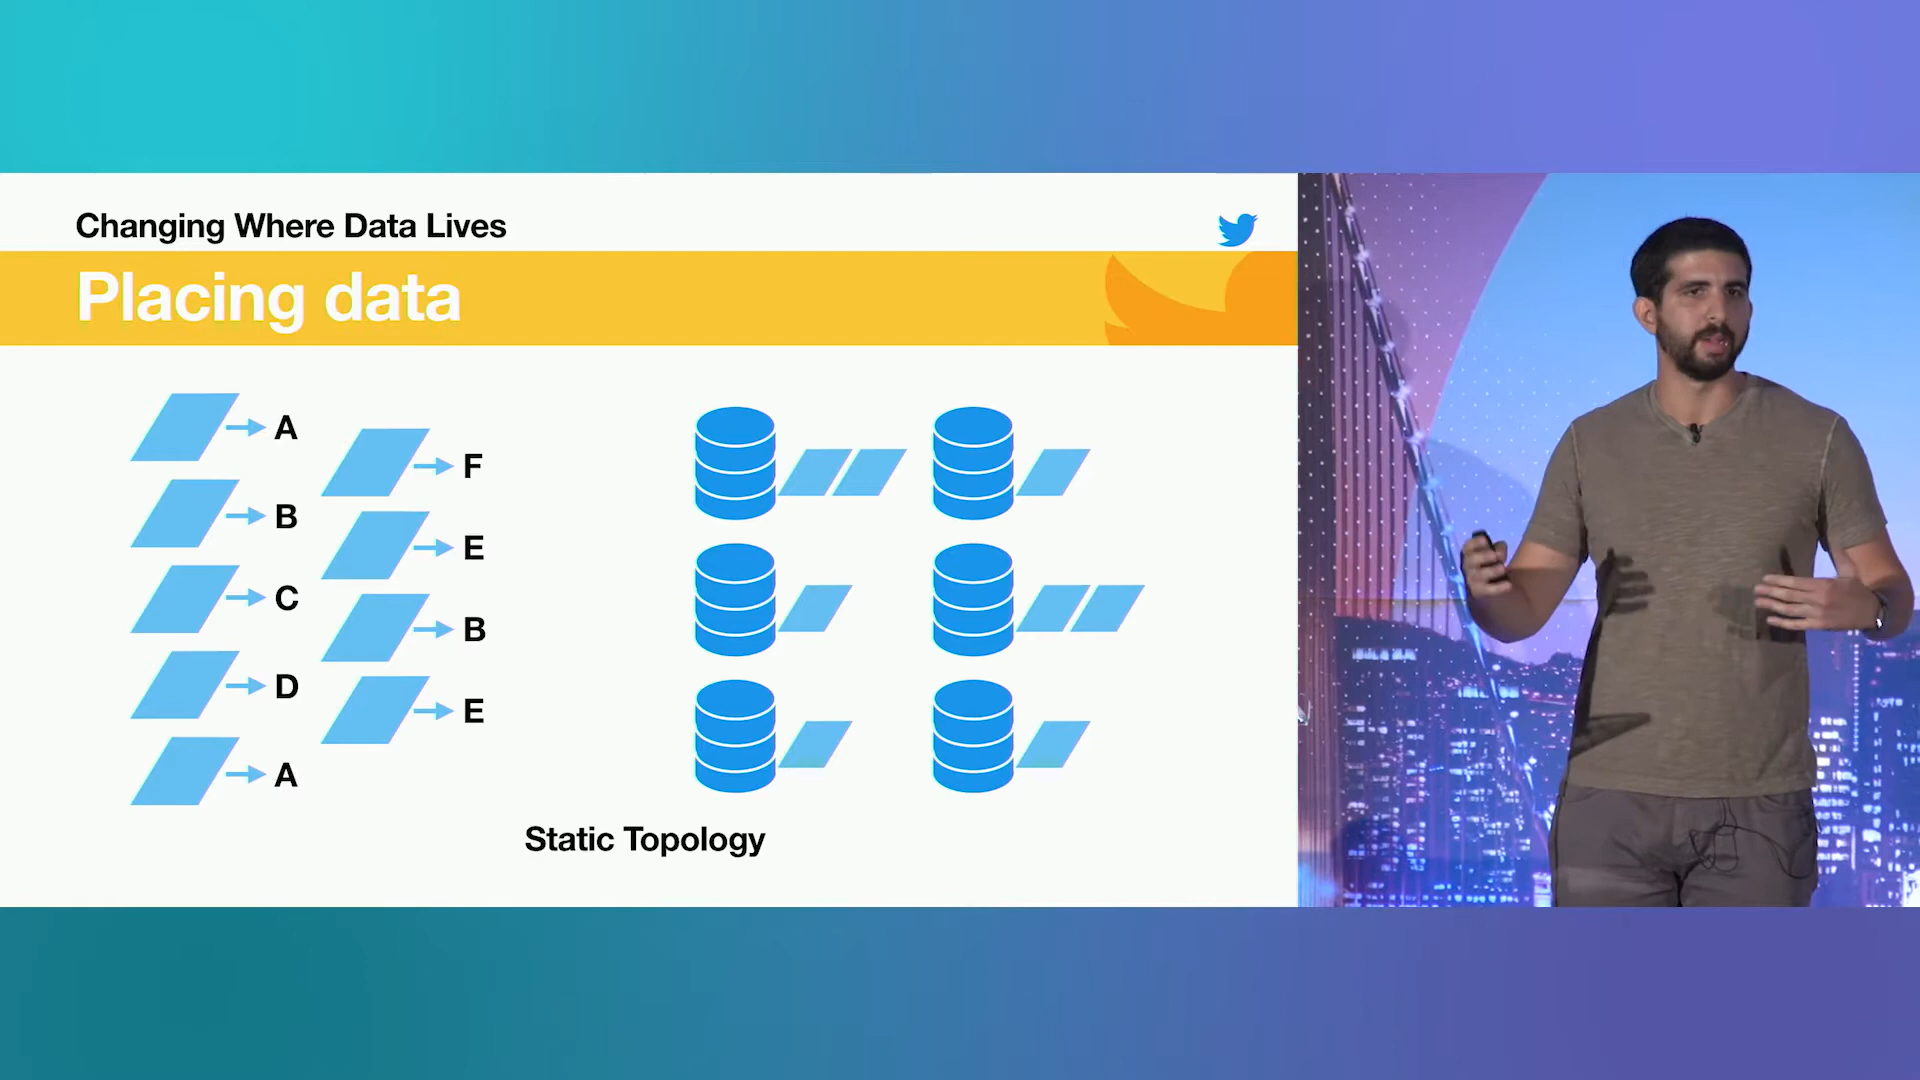 Changing Where Data Lives
Placing data
A
B
C
D
A
F
E
B
E
Static Topology